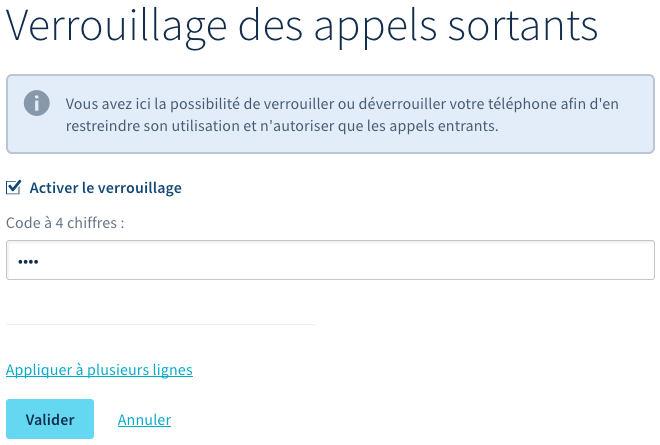 Verrouillage des appels sortants
Vous avez ici la possibilité de verrouiller ou déverrouiller votre téléphone afin d'en
restreindre son utilisation et n'autoriser que les appels entrants.
Activer le verrouillage
Code à 4 chiffres :
••••
Appliquer à plusieurs lignes
Valider Annuler